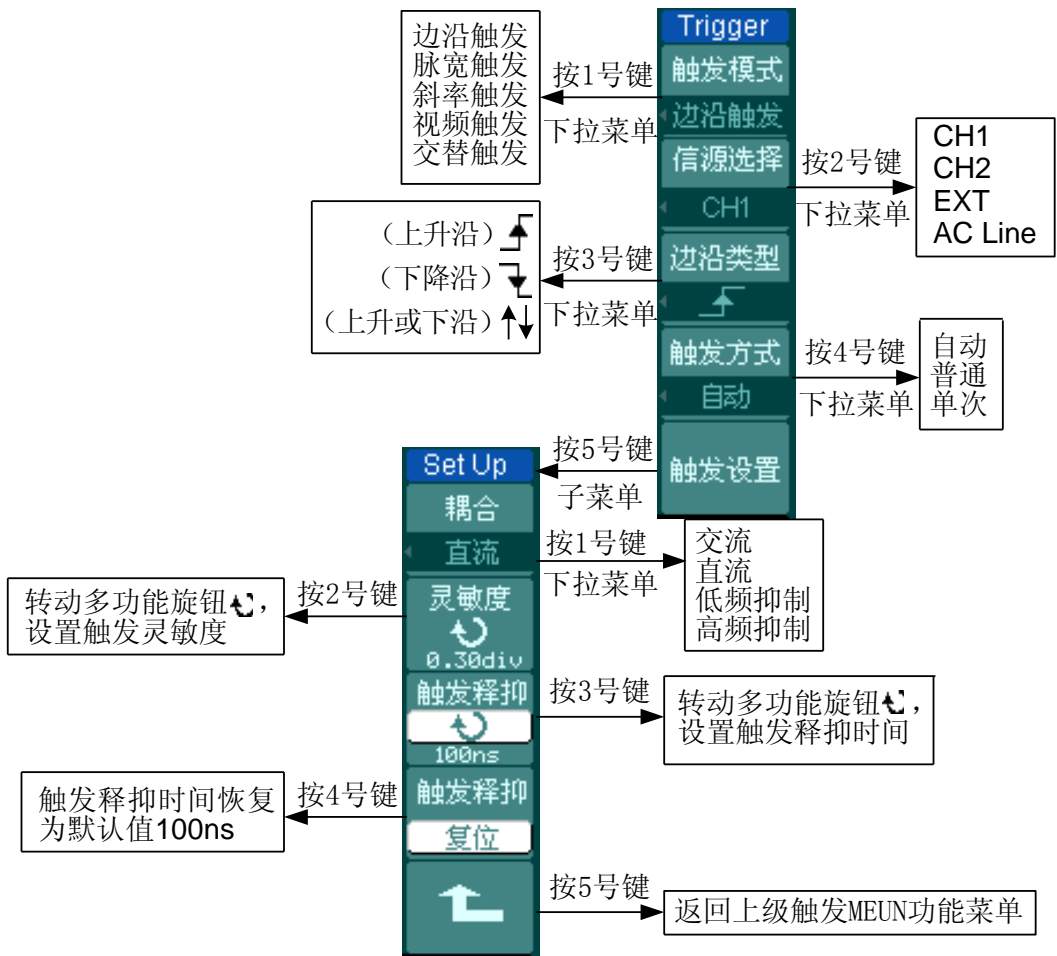 Trigger
触发模式
边沿触发
信源选择
CH1
边沿类型
触发方式
自动
触发设置
按1号键
下拉菜单
边沿触发
脉宽触发
斜率触发
视频触发
交替触发
按2号键
下拉菜单
CH1
CH2
EXT
AC Line
按3号键
下拉菜单
（上升沿）
（下降沿）
（上升或下沿）
按4号键
下拉菜单
自动
普通
单次
按5号键
子菜单
Set Up
耦合
直流
灵敏度
0.30div
触发释抑
100ns
触发释抑
复位
按1号键
下拉菜单
交流
直流
低频抑制
高频抑制
按2号键
转动多功能旋钮，
设置触发灵敏度
按3号键
转动多功能旋钮，
设置触发释抑时间
按4号键
触发释抑时间恢复
为默认值100ns
按5号键
返回上级触发MEUN功能菜单